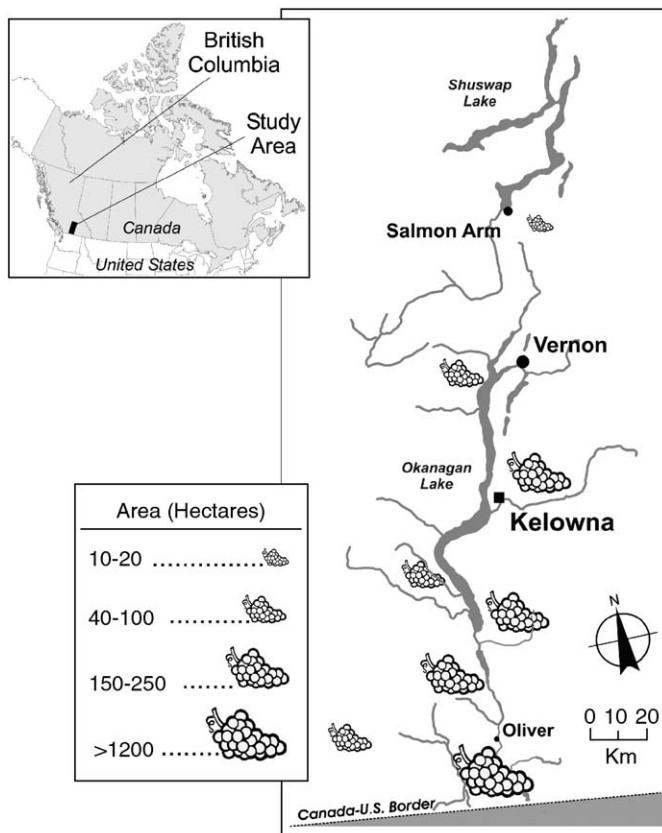 British
Columbia
Study
Area
Canada
United States
Shuswap
Lake
Salmon Arm
Vernon
Okanagan
Lake
Kelowna
Area (Hectares)
10-20 ..............
40-100 ............
150-250 ........
>1200 ..........
N
Oliver
0 10 20
Km
Canada-U.S. Border